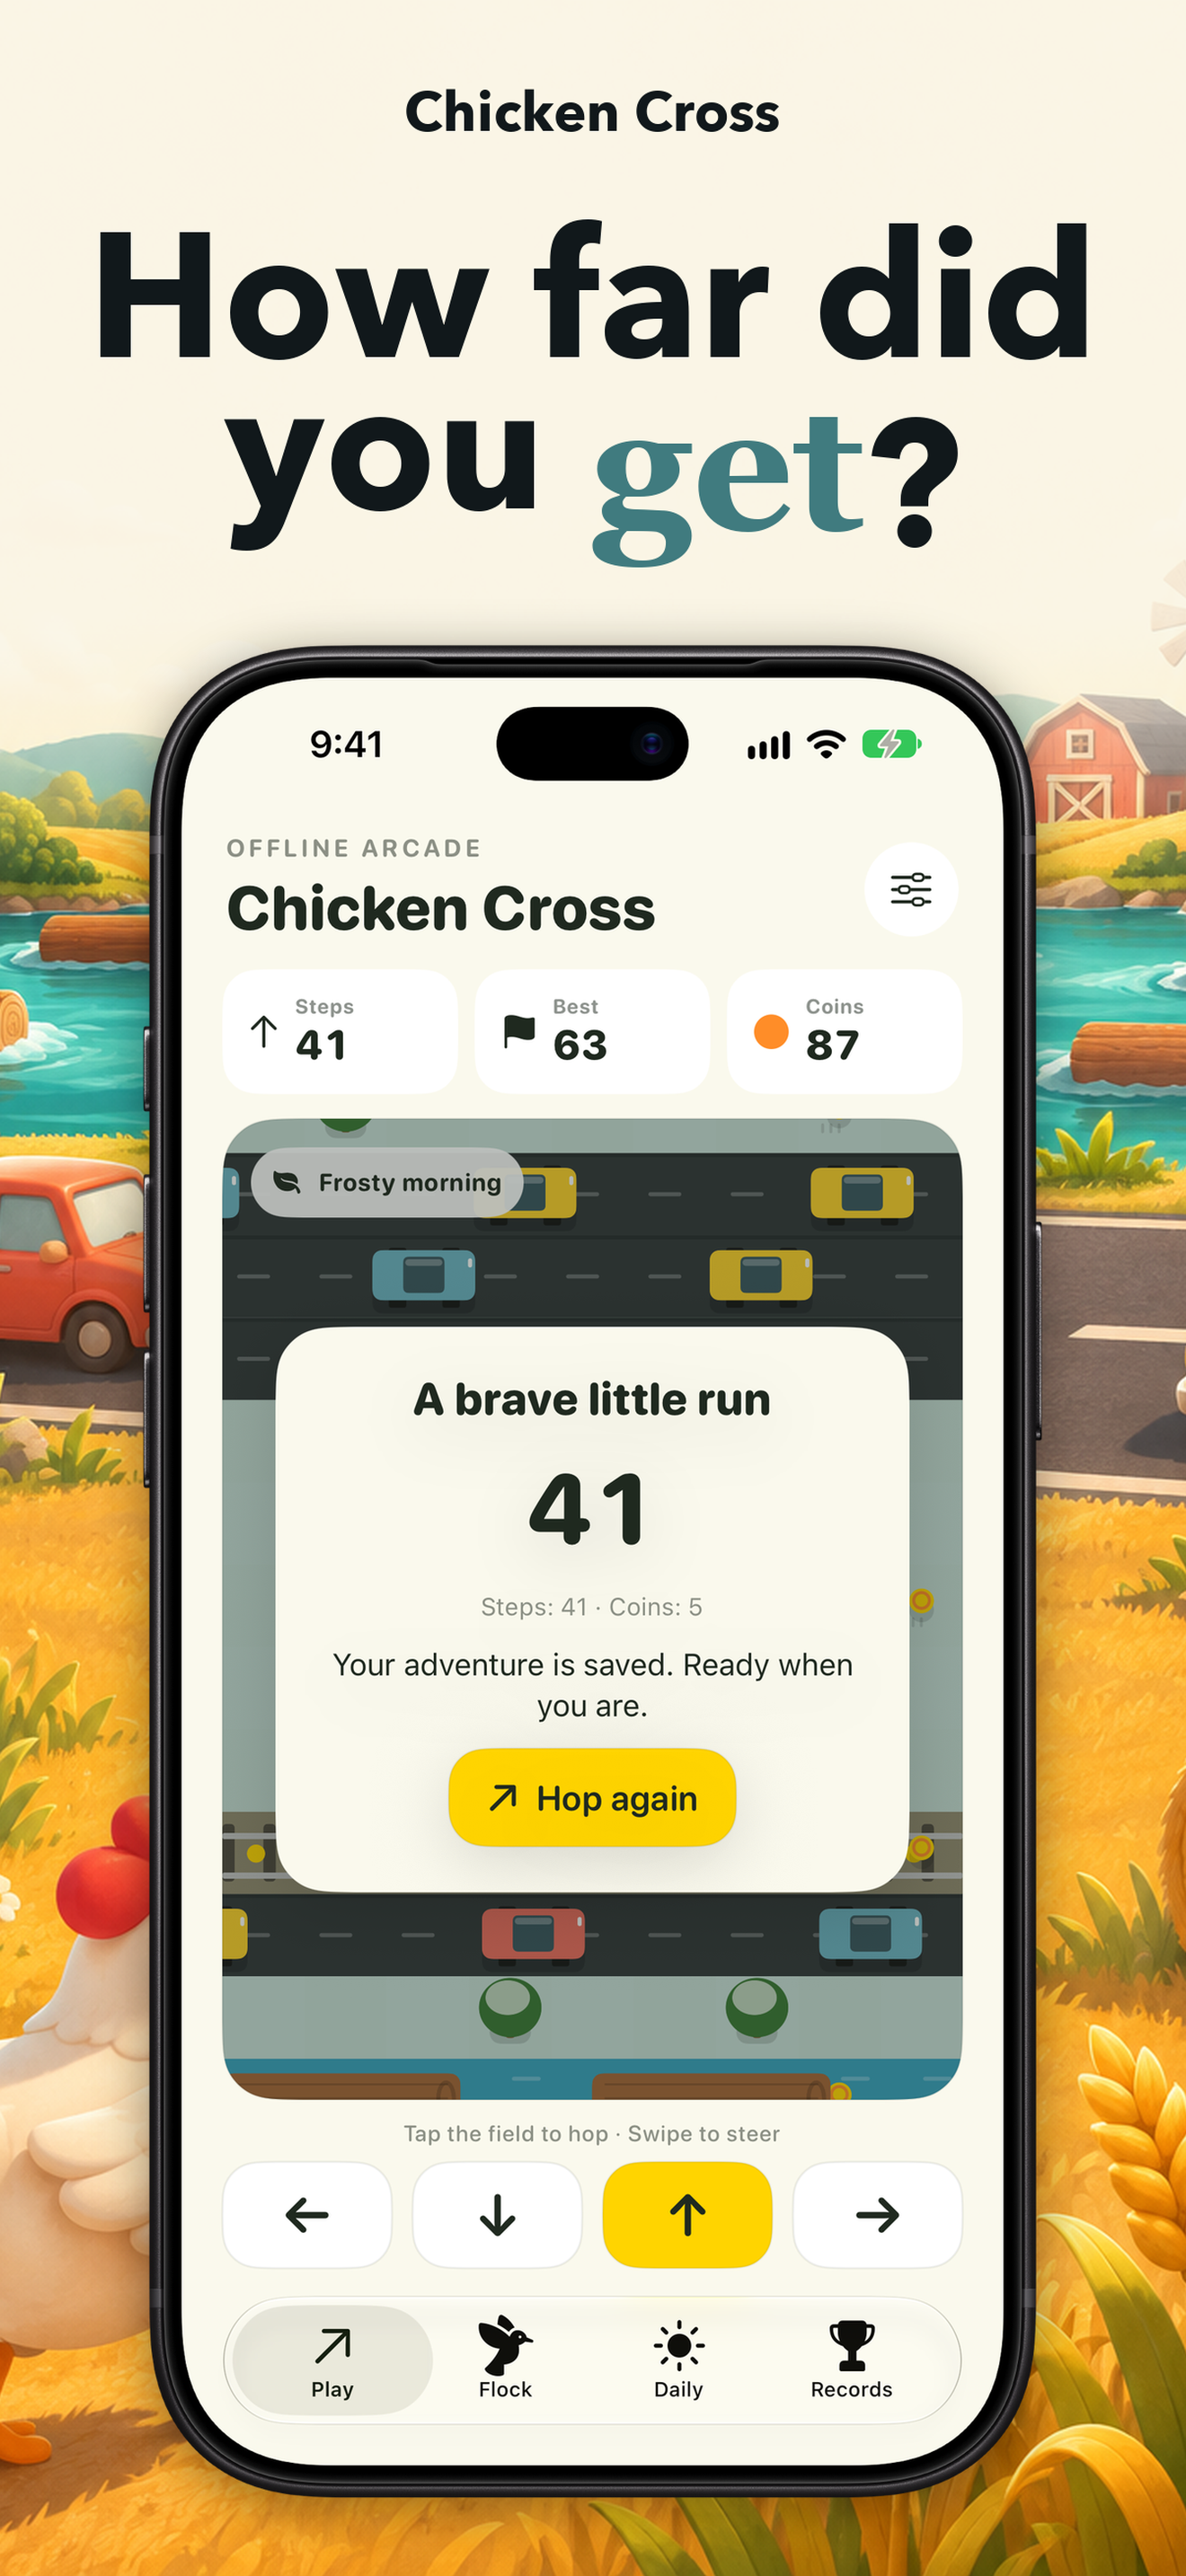 Chicken Cross
How far did
you get?
9:41
OFFLINE ARCADE
Chicken Cross
Steps
41
Best
63
Coins
87
Frosty morning
A brave little run
41
Steps: 41 · Coins: 5
Your adventure is saved. Ready when
you are.
Hop again
Tap the field to hop · Swipe to steer
Play
Flock
Daily
Records